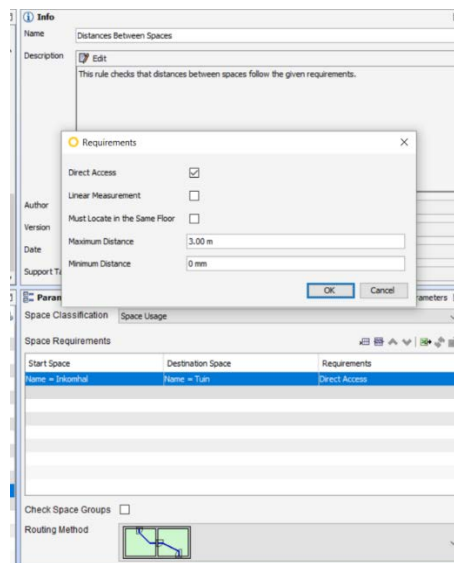 Info
Name
Distances Between Spaces
Description
Edit
This rule checks that distances between spaces follow the given requirements.
Requirements
Direct Access
Linear Measurement
Must Locate in the Same Floor
Maximum Distance
3.00 m
Minimum Distance
0 mm
OK
Cancel
Author
Version
Date
Support Ta
Param
rameters
Space Classification
Space Usage
Space Requirements
Start Space
Destination Space
Requirements
Name = Inkomhal
Name = Tuin
Direct Access
Check Space Groups
Routing Method